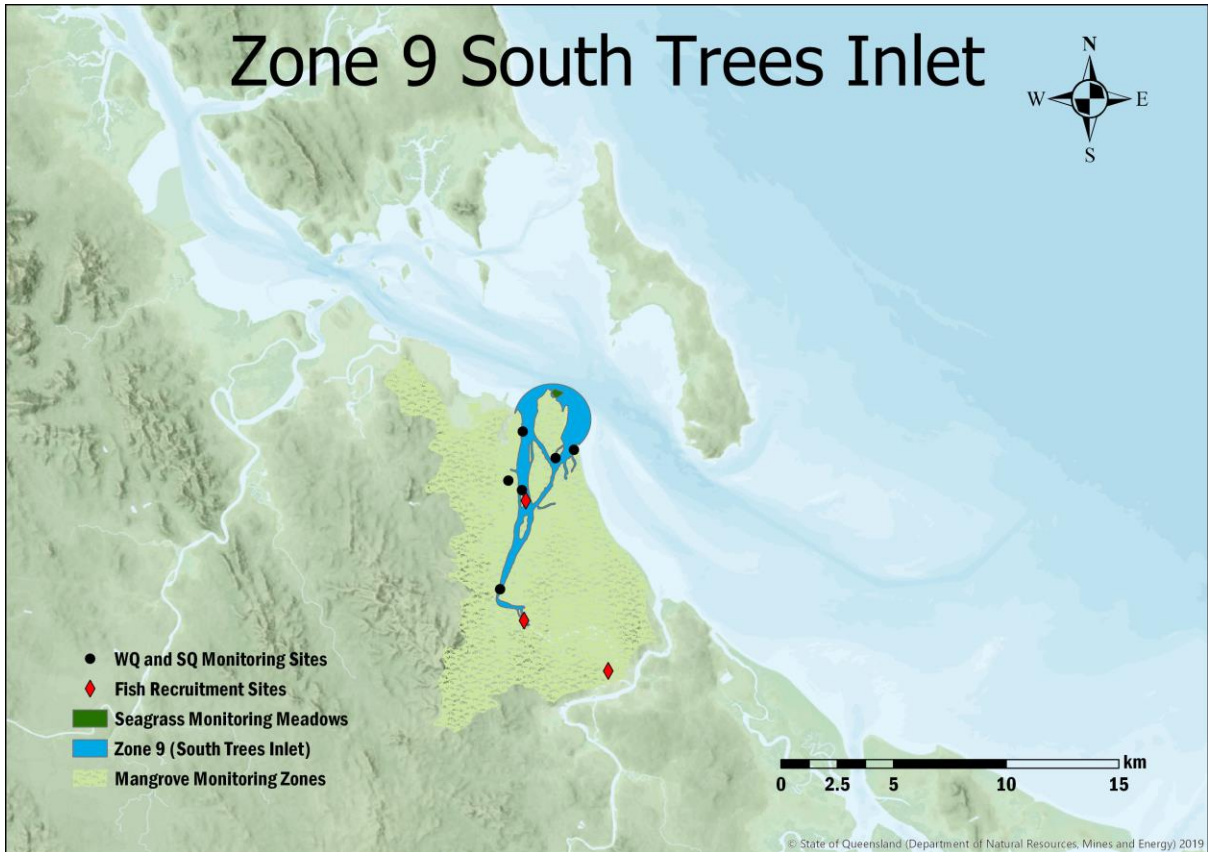 Zone 9 South Trees Inlet
N
W E
S
WQ and SQ Monitoring Sites
Fish Recruitment Sites
Seagrass Monitoring Meadows
Zone 9 (South Trees Inlet)
Mangrove Monitoring Zones
km
0 2.5 5 10 15
© State of Queensland (Department of Natural Resources, Mines and Energy) 2019